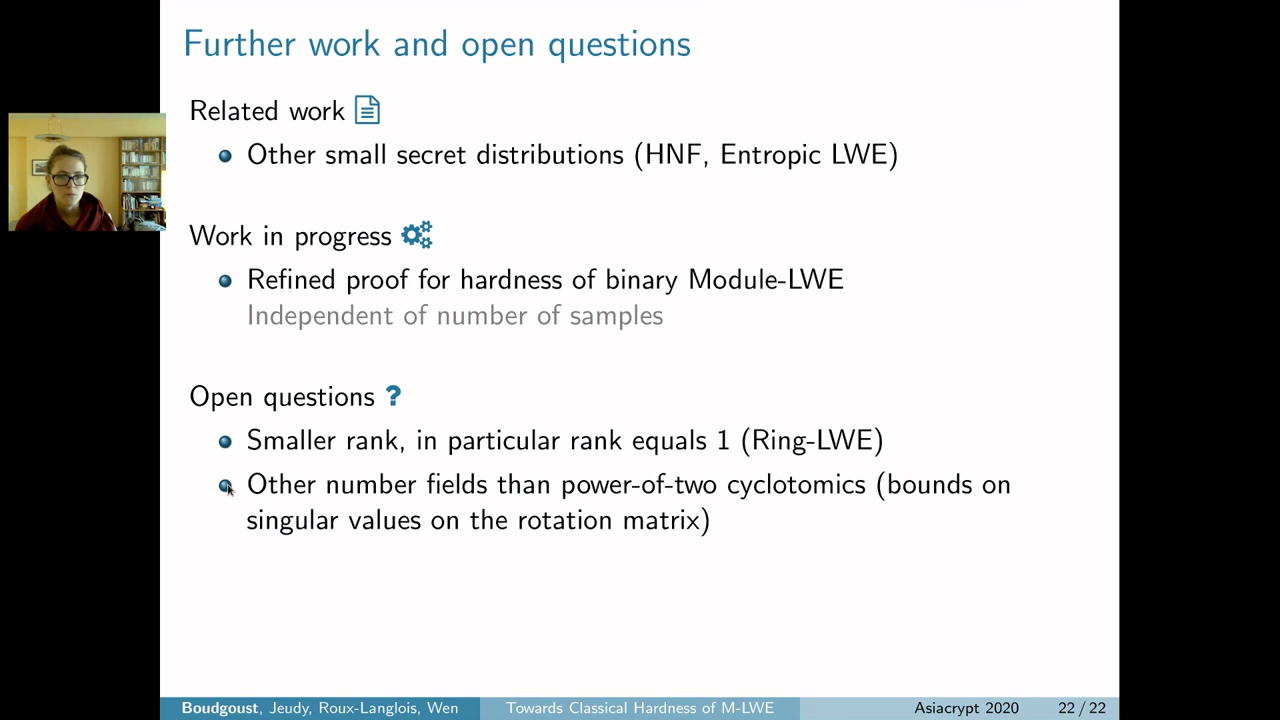 Further work and open questions
Related work
Other small secret distributions (HNF, Entropic LWE)
Work in progress
Refined proof for hardness of binary Module-LWE
Independent of number of samples
Open questions ?
Smaller rank, in particular rank equals 1 (Ring-LWE)
Other number fields than power-of-two cyclotomics (bounds on
singular values on the rotation matrix)
Boudgoust, Jeudy, Roux-Langlois, Wen Towards Classical Hardness of M-LWE Asiacrypt 2020 22 / 22